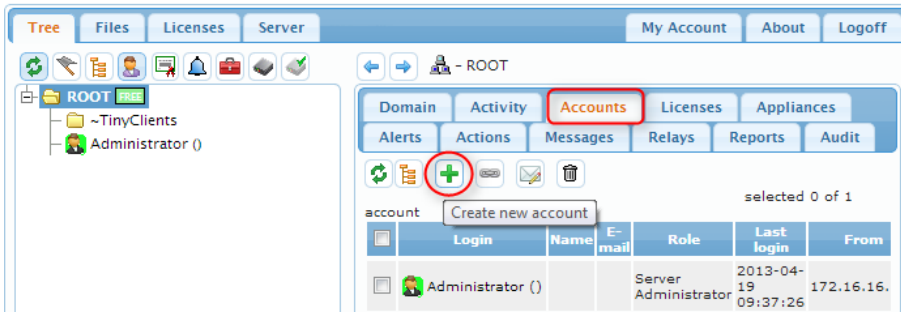 Tree Files Licenses Server My Account About Logoff
- ROOT
ROOT FREE
~TinyClients
Administrator ()
Domain Activity Accounts Licenses Appliances
Alerts Actions Messages Relays Reports Audit
selected 0 of 1
account
Create new account
Login Name E-mail Role Last login From
Administrator () Server Administrator 2013-04-19 09:37:26 172.16.16.